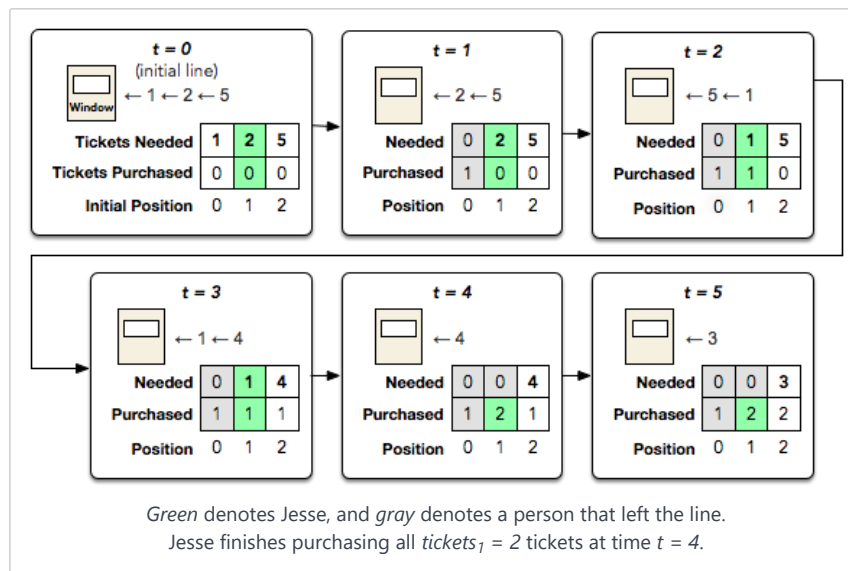 t = 0
(initial line)
Window
← 1 ← 2 ← 5
Tickets Needed 1 2 5
Tickets Purchased 0 0 0
Initial Position 0 1 2
t = 1
← 2 ← 5
Needed 0 2 5
Purchased 1 0 0
Position 0 1 2
t = 2
← 5 ← 1
Needed 0 1 5
Purchased 1 1 0
Position 0 1 2
t = 3
← 1 ← 4
Needed 0 1 4
Purchased 1 1 1
Position 0 1 2
t = 4
← 4
Needed 0 0 4
Purchased 1 2 1
Position 0 1 2
t = 5
← 3
Needed 0 0 3
Purchased 1 2 2
Position 0 1 2
Green denotes Jesse, and gray denotes a person that left the line.
Jesse finishes purchasing all tickets₁ = 2 tickets at time t = 4.